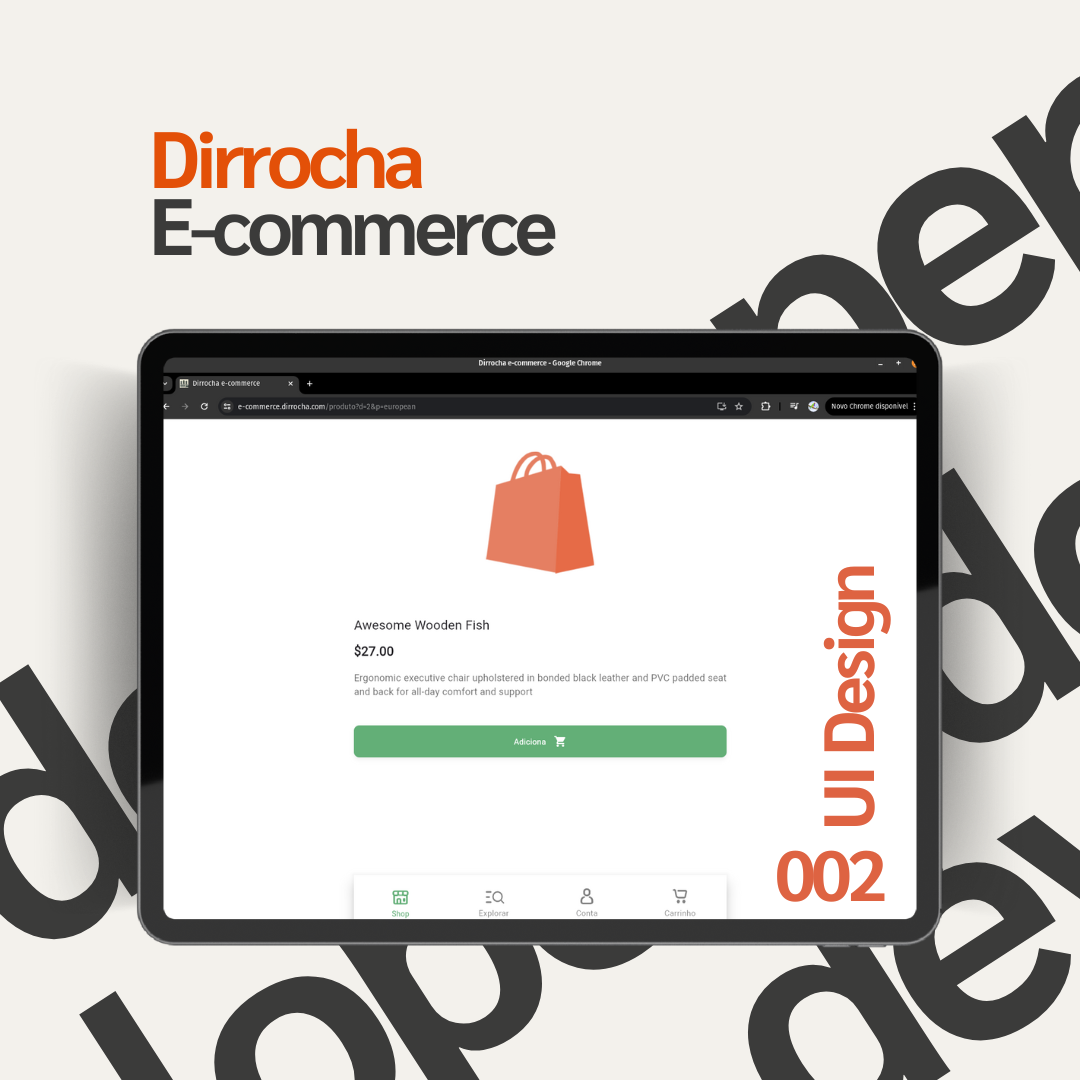 Dirrocha
E-commerce
Dirrocha e-commerce - Google Chrome
Dirrocha e-commerce
e-commerce.dirrocha.com/produto?d=2&p=european
Novo Chrome disponível
Awesome Wooden Fish
$27.00
Ergonomic executive chair upholstered in bonded black leather and PVC padded seat
and back for all-day comfort and support
Adiciona
UI Design
002
Shop
Explorar
Conta
Carrinho